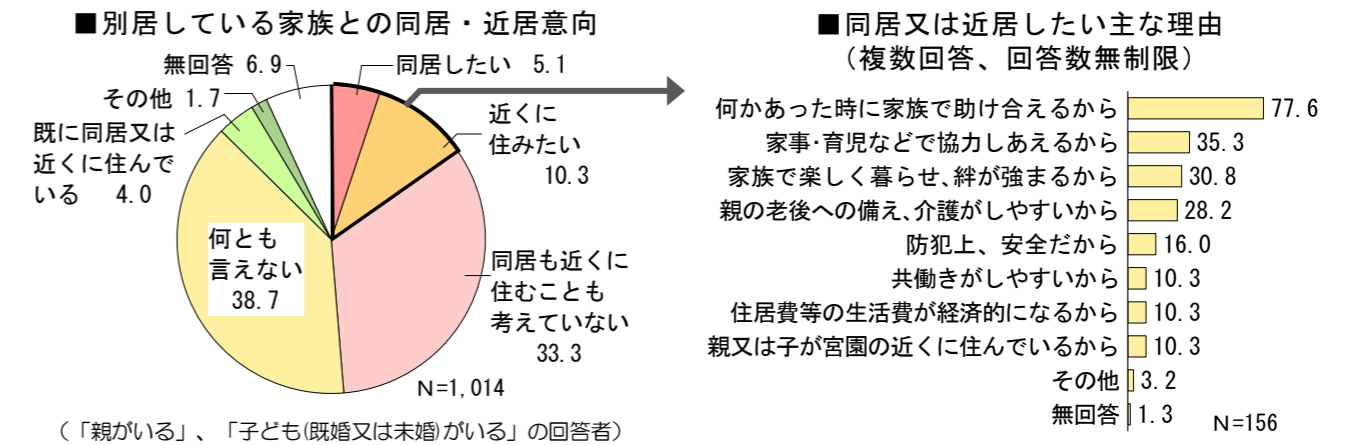 ■別居している家族との同居・近居意向
無回答 6.9
同居したい 5.1
その他 1.7
近くに
住みたい
10.3
既に同居又は
近くに住んで
いる 4.0
何とも
言えない
38.7
同居も近くに
住むことも
考えていない
33.3
N=1,014
（「親がいる」、「子ども(既婚又は未婚)がいる」の回答者）
■同居又は近居したい主な理由
（複数回答、回答数無制限）
何かあった時に家族で助け合えるから 77.6
家事･育児などで協力しあえるから 35.3
家族で楽しく暮らせ､絆が強まるから 30.8
親の老後への備え､介護がしやすいから 28.2
防犯上、安全だから 16.0
共働きがしやすいから 10.3
住居費等の生活費が経済的になるから 10.3
親又は子が宮園の近くに住んでいるから 10.3
その他 3.2
無回答 1.3
N=156